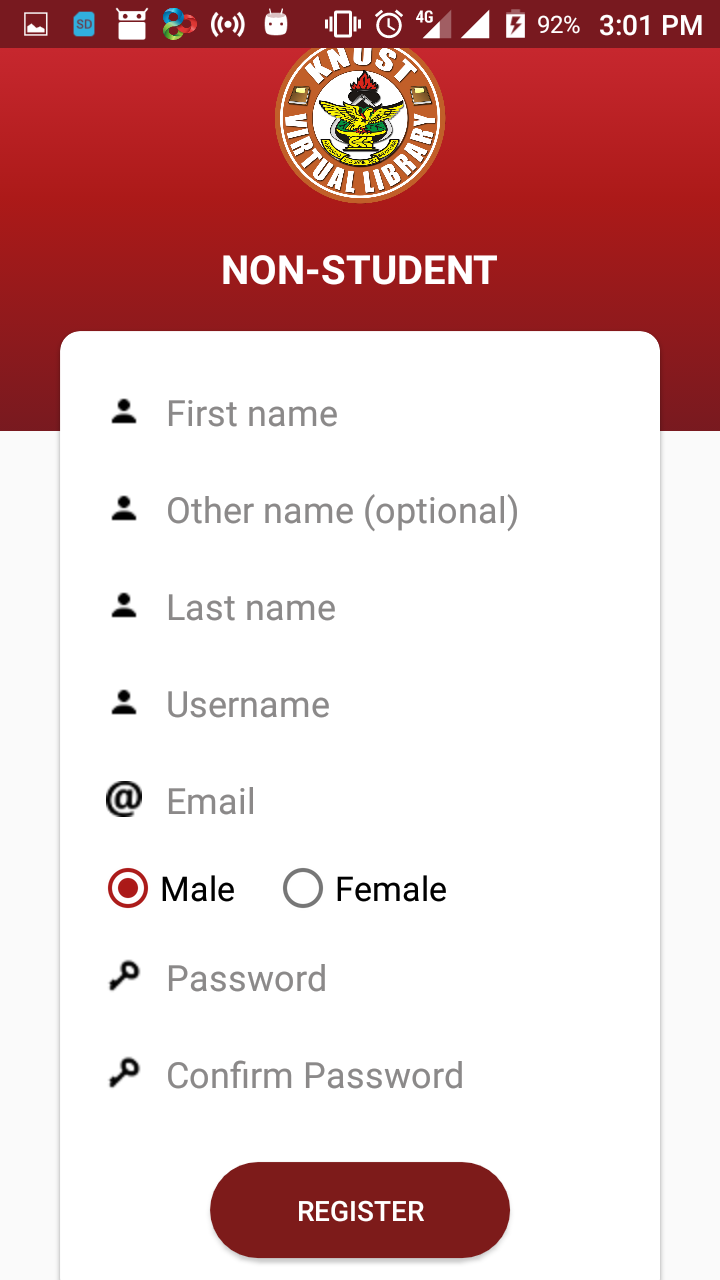 SD
4G
92%
3:01 PM
KNUST
VIRTUAL LIBRARY
NON-STUDENT
First name
Other name (optional)
Last name
Username
@ Email
Male Female
Password
Confirm Password
REGISTER